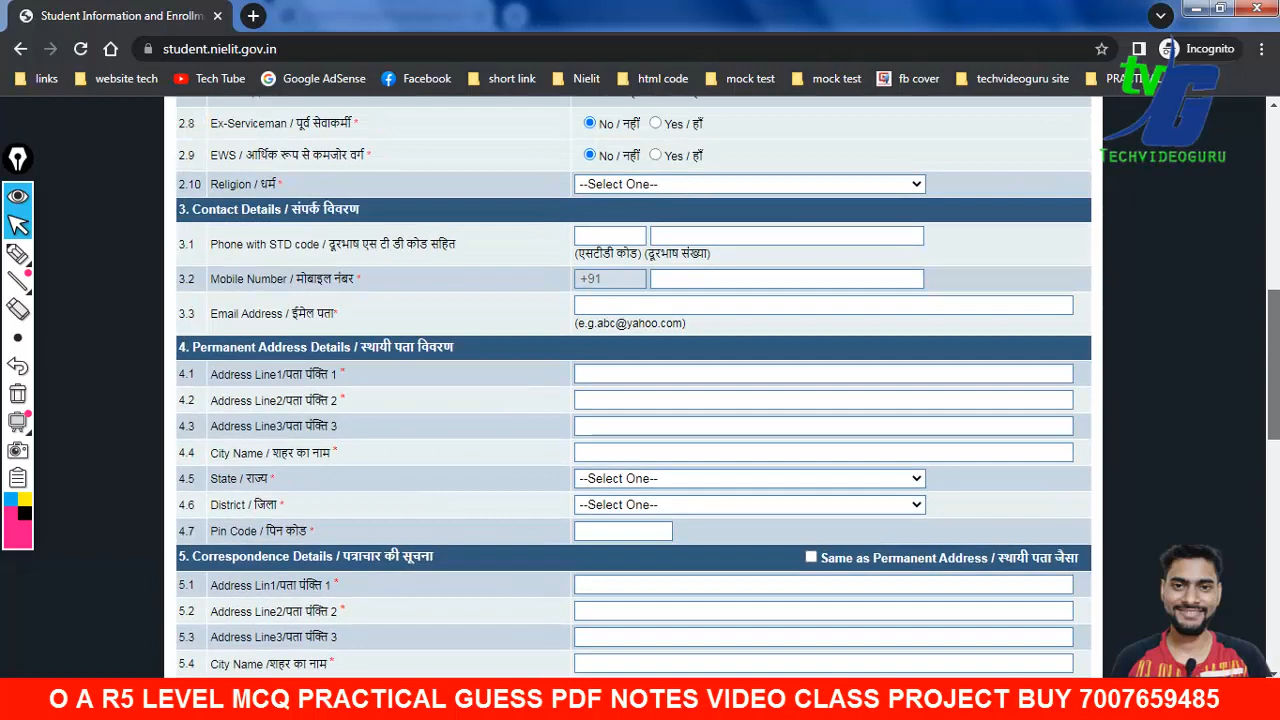 Student Information and Enrollm
student.nielit.gov.in
Incognito
links
website tech
Tech Tube
Google AdSense
Facebook
short link
Nielit
html code
mock test
mock test
fb cover
techvideoguru site
tvG
TECHVIDEOGURU
2.8 Ex-Serviceman / पूर्व सेवाकर्मी * No / नहीं Yes / हाँ
2.9 EWS / आर्थिक रूप से कमजोर वर्ग * No / नहीं Yes / हाँ
2.10 Religion / धर्म * --Select One--
3. Contact Details / संपर्क विवरण
3.1 Phone with STD code / दूरभाष एस टी डी कोड सहित
(एसटीडी कोड) (दूरभाष संख्या)
3.2 Mobile Number / मोबाइल नंबर * +91
3.3 Email Address / ईमेल पता*
(e.g.abc@yahoo.com)
4. Permanent Address Details / स्थायी पता विवरण
4.1 Address Line1/पता पंक्ति 1 *
4.2 Address Line2/पता पंक्ति 2 *
4.3 Address Line3/पता पंक्ति 3
4.4 City Name / शहर का नाम *
4.5 State / राज्य * --Select One--
4.6 District / जिला * --Select One--
4.7 Pin Code / पिन कोड *
5. Correspondence Details / पत्राचार की सूचना Same as Permanent Address / स्थायी पता जैसा
5.1 Address Lin1/पता पंक्ति 1 *
5.2 Address Line2/पता पंक्ति 2 *
5.3 Address Line3/पता पंक्ति 3
5.4 City Name /शहर का नाम *
O A R5 LEVEL MCQ PRACTICAL GUESS PDF NOTES VIDEO CLASS PROJECT BUY 7007659485